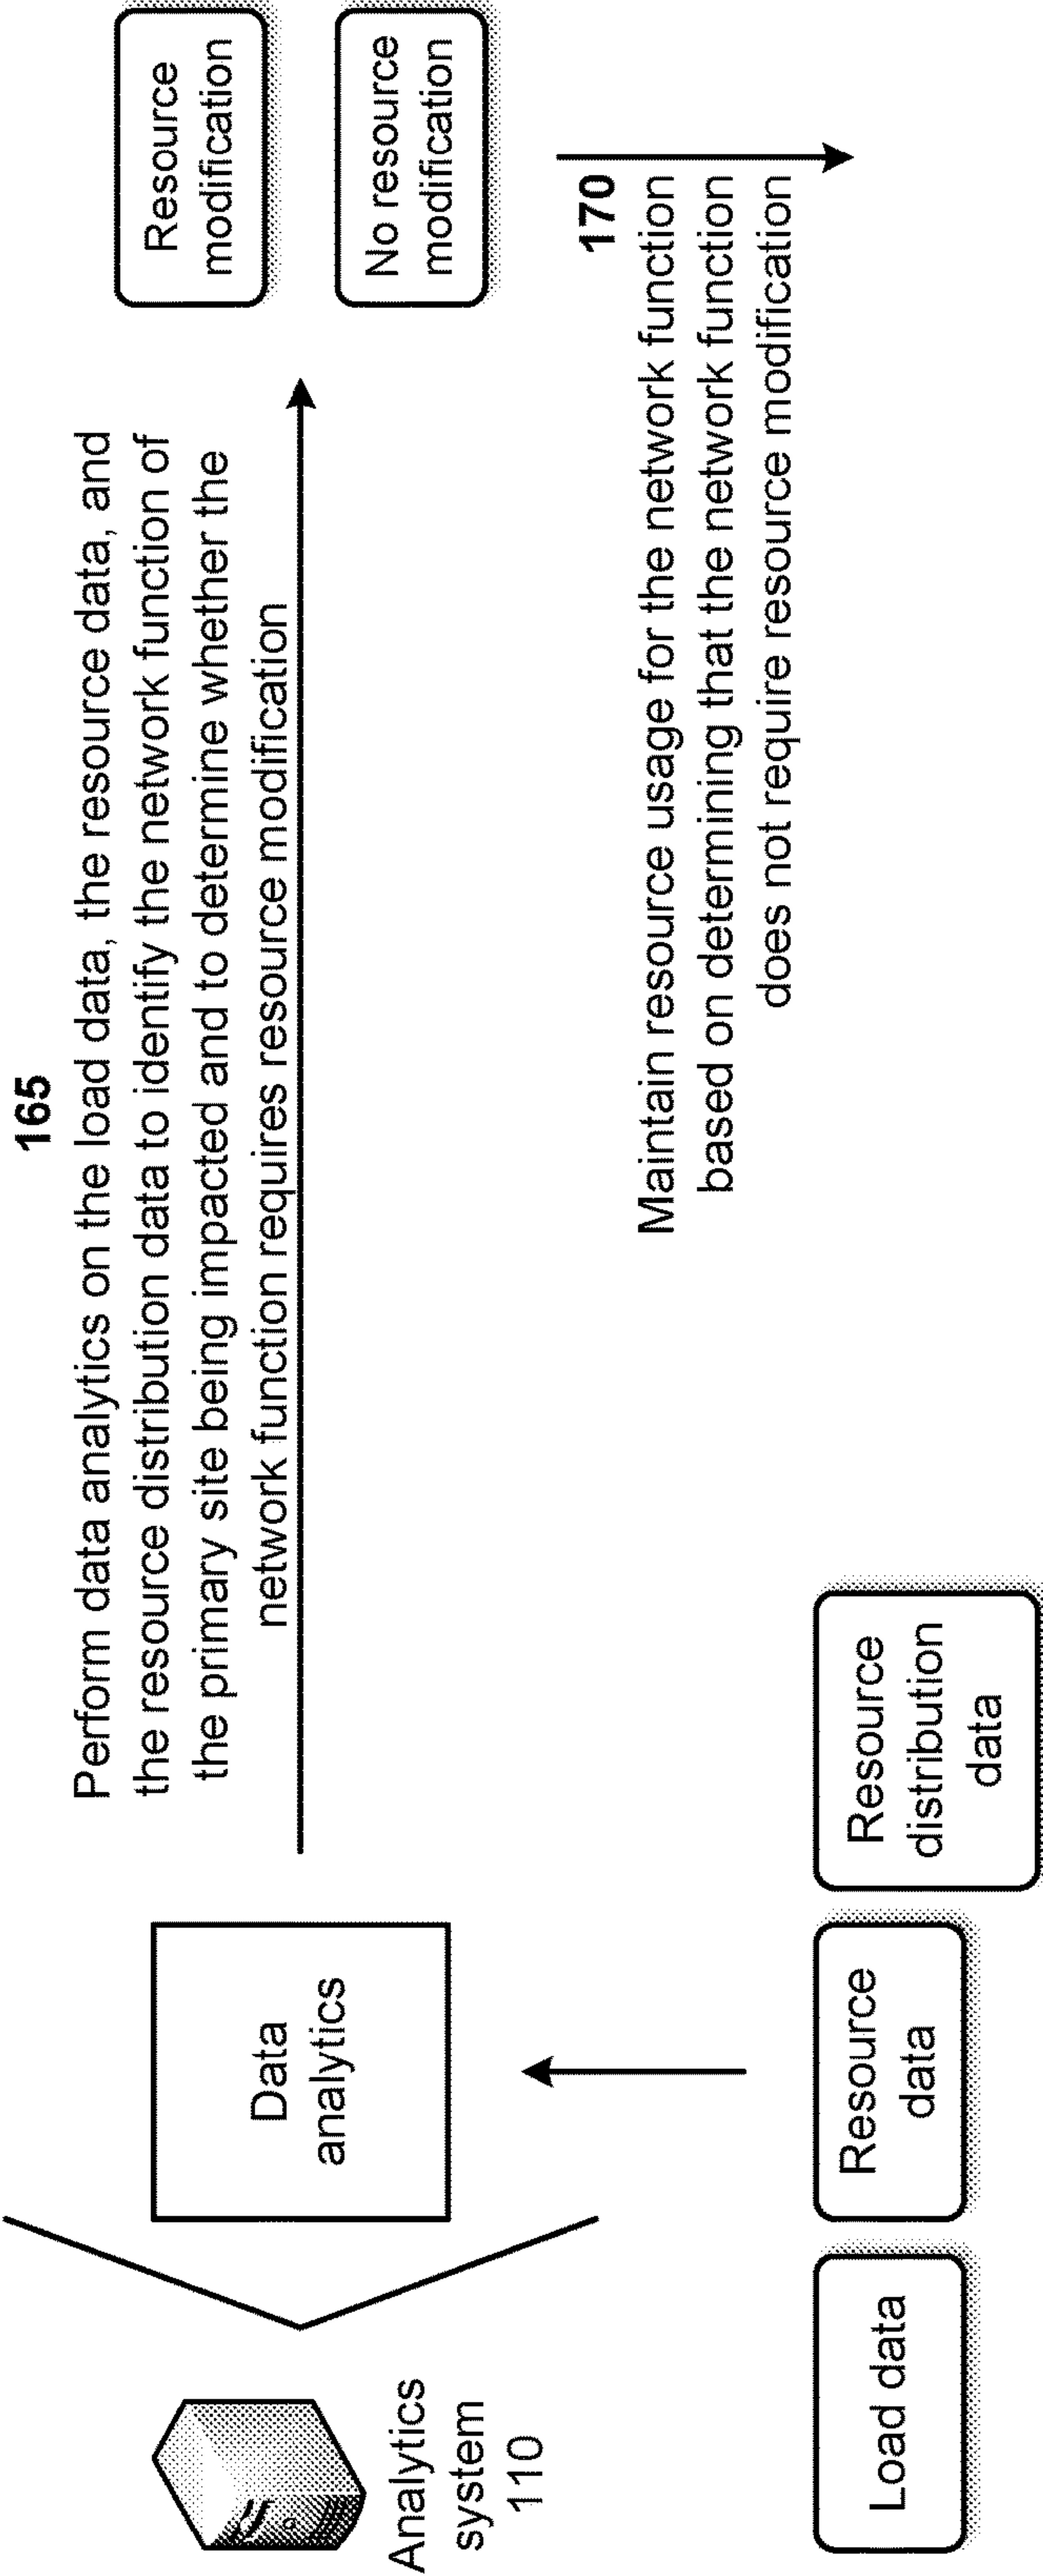 165
Perform data analytics on the load data, the resource data, and
the resource distribution data to identify the network function of
the primary site being impacted and to determine whether the
network function requires resource modification
Analytics
system
110
Data
analytics
Resource
modification
No resource
modification
170
Maintain resource usage for the network function
based on determining that the network function
does not require resource modification
Load data
Resource
data
Resource
distribution
data